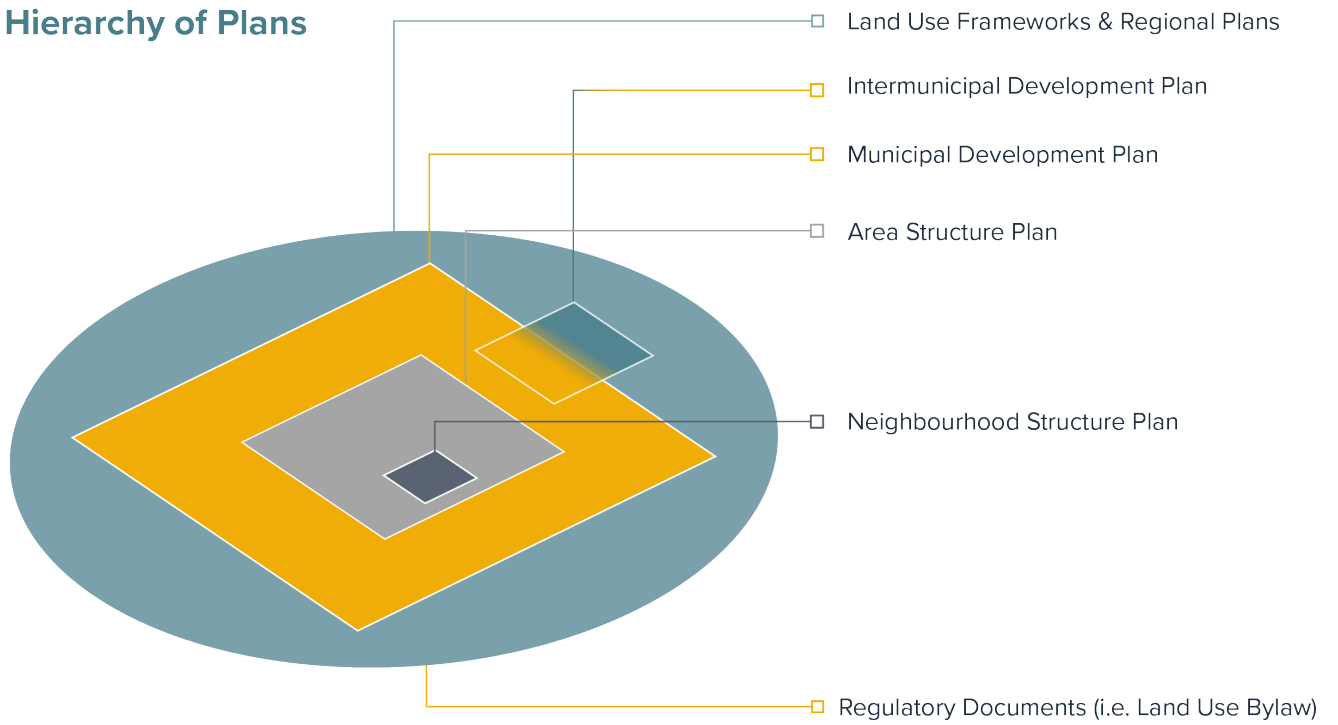 Hierarchy of Plans
Land Use Frameworks & Regional Plans
Intermunicipal Development Plan
Municipal Development Plan
Area Structure Plan
Neighbourhood Structure Plan
Regulatory Documents (i.e. Land Use Bylaw)